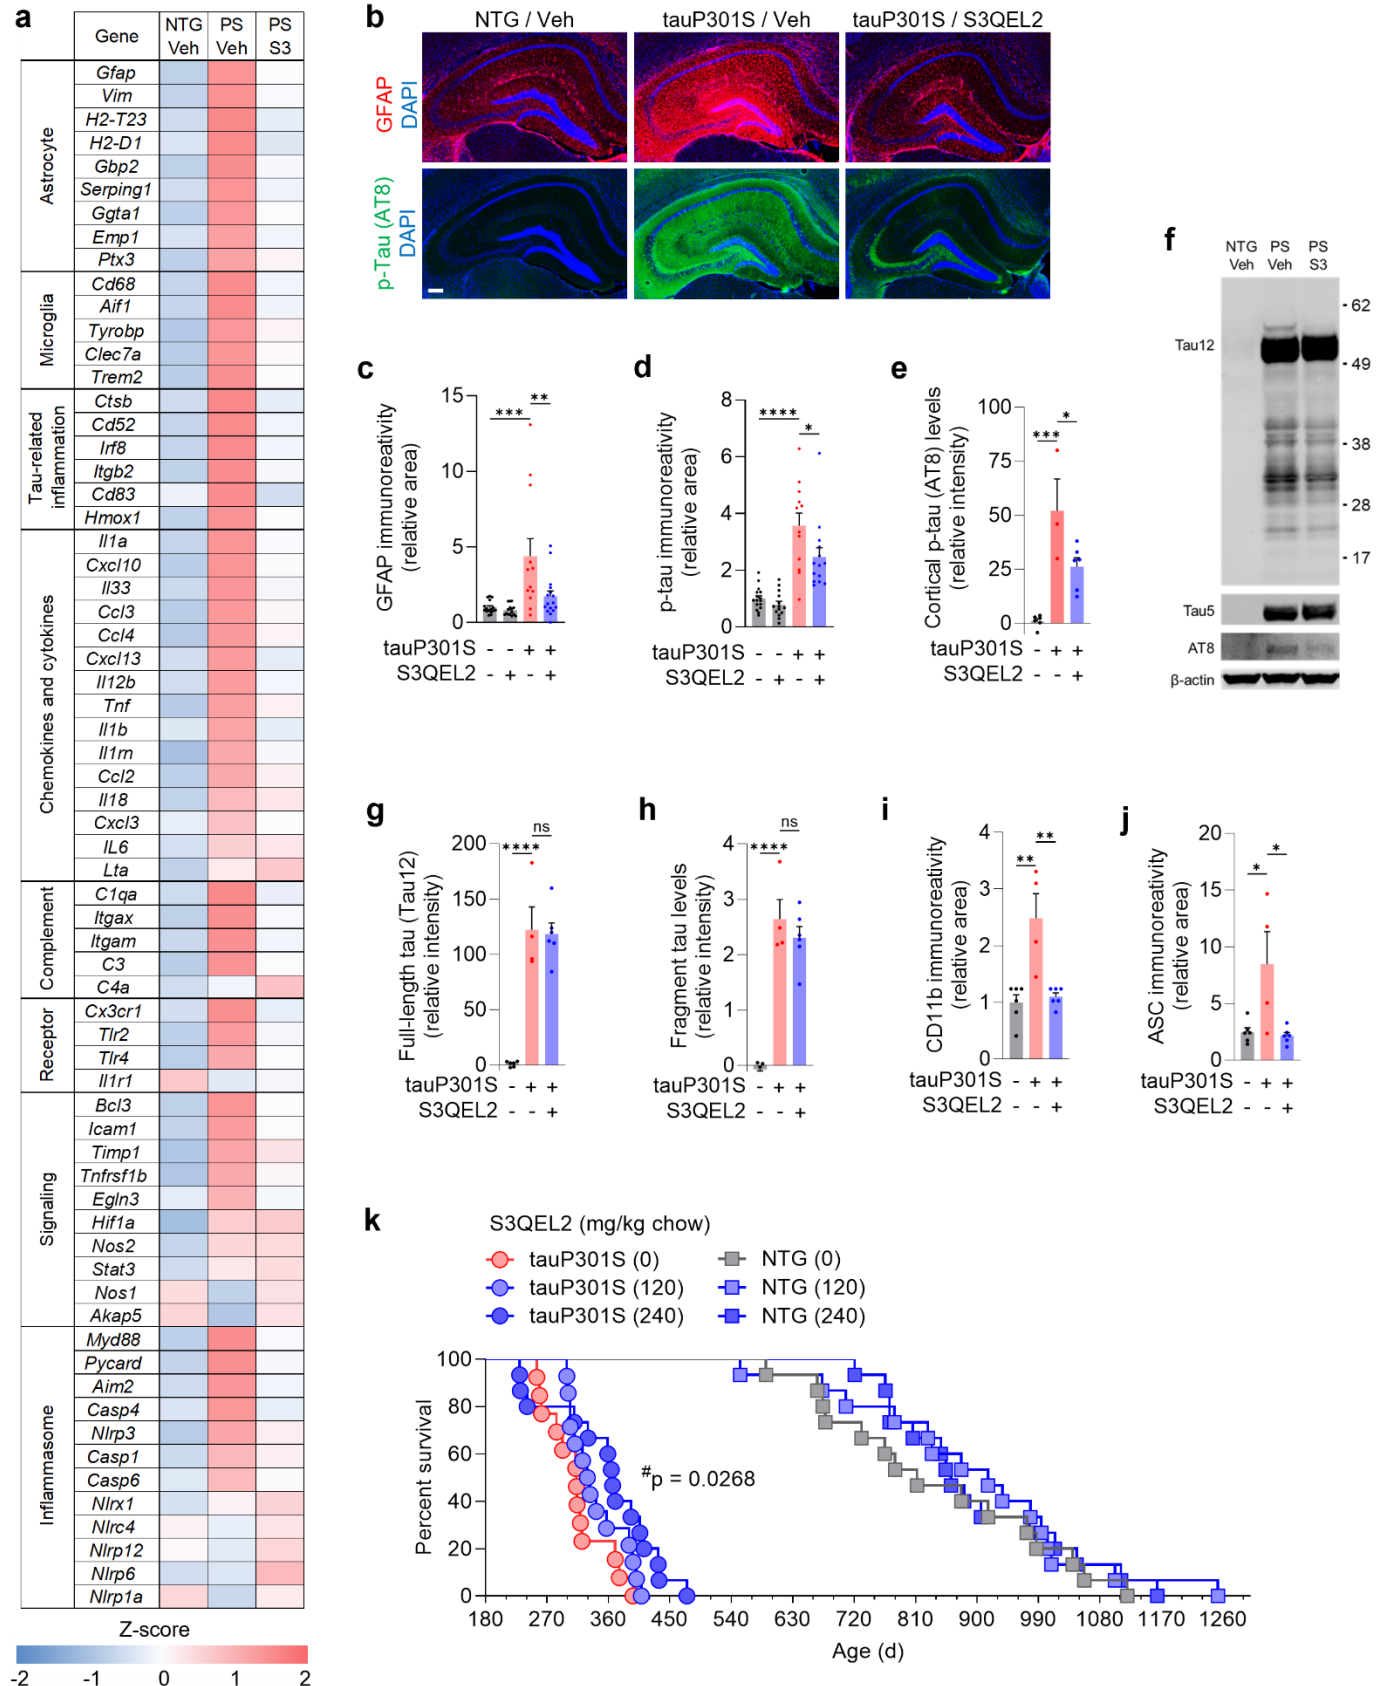 a
Gene
NTG Veh
PS Veh
PS S3
Astrocyte
Gfap
Vim
H2-T23
H2-D1
Gbp2
Serping1
Ggta1
Emp1
Ptx3
Microglia
Cd68
Aif1
Tyrobp
Clec7a
Trem2
Tau-related
inflammation
Ctsb
Cd52
Irf8
Itgb2
Cd83
Hmox1
Chemokines and cytokines
Il1a
Cxcl10
Il33
Ccl3
Ccl4
Cxcl13
Il12b
Tnf
Il1b
Il1rn
Ccl2
Il18
Cxcl3
IL6
Lta
Complement
C1qa
Itgax
Itgam
C3
C4a
Receptor
Cx3cr1
Tlr2
Tlr4
Il1r1
Signaling
Bcl3
Icam1
Timp1
Tnfrsf1b
Egln3
Hif1a
Nos2
Stat3
Nos1
Akap5
Inflammasome
Myd88
Pycard
Aim2
Casp4
Nlrp3
Casp1
Casp6
Nlrx1
Nlrc4
Nlrp12
Nlrp6
Nlrp1a
Z-score
-2 -1 0 1 2
b
NTG / Veh
tauP301S / Veh
tauP301S / S3QEL2
GFAP
DAPI
p-Tau (AT8)
DAPI
c
GFAP immunoreativity
(relative area)
15
10
5
0
*** **
tauP301S - - + +
S3QEL2 - + - +
d
p-tau immunoreativity
(relative area)
8
6
4
2
0
**** *
tauP301S - - + +
S3QEL2 - + - +
e
Cortical p-tau (AT8) levels
(relative intensity)
100
75
50
25
0
*** *
tauP301S - + +
S3QEL2 - - +
f
NTG PS PS
Veh Veh S3
Tau12
- 62
- 49
- 38
- 28
- 17
Tau5
AT8
β-actin
g
Full-length tau (Tau12)
(relative intensity)
200
150
100
50
0
**** ns
tauP301S - + +
S3QEL2 - - +
h
Fragment tau levels
(relative intensity)
4
3
2
1
0
**** ns
tauP301S - + +
S3QEL2 - - +
i
CD11b immunoreativity
(relative area)
4
3
2
1
0
** **
tauP301S - + +
S3QEL2 - - +
j
ASC immunoreativity
(relative area)
20
15
10
5
0
* *
tauP301S - + +
S3QEL2 - - +
k
S3QEL2 (mg/kg chow)
tauP301S (0) NTG (0)
tauP301S (120) NTG (120)
tauP301S (240) NTG (240)
Percent survival
100
80
60
40
20
0
#p = 0.0268
180 270 360 450 540 630 720 810 900 990 1080 1170 1260
Age (d)